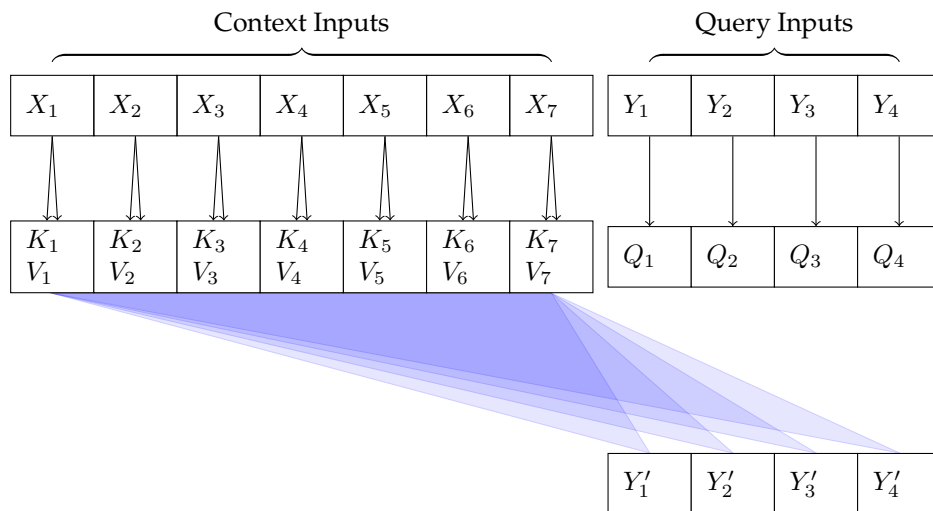 Context Inputs Query Inputs
X₁ X₂ X₃ X₄ X₅ X₆ X₇ Y₁ Y₂ Y₃ Y₄
K₁ K₂ K₃ K₄ K₅ K₆ K₇
V₁ V₂ V₃ V₄ V₅ V₆ V₇
Q₁ Q₂ Q₃ Q₄
Y′₁ Y′₂ Y′₃ Y′₄